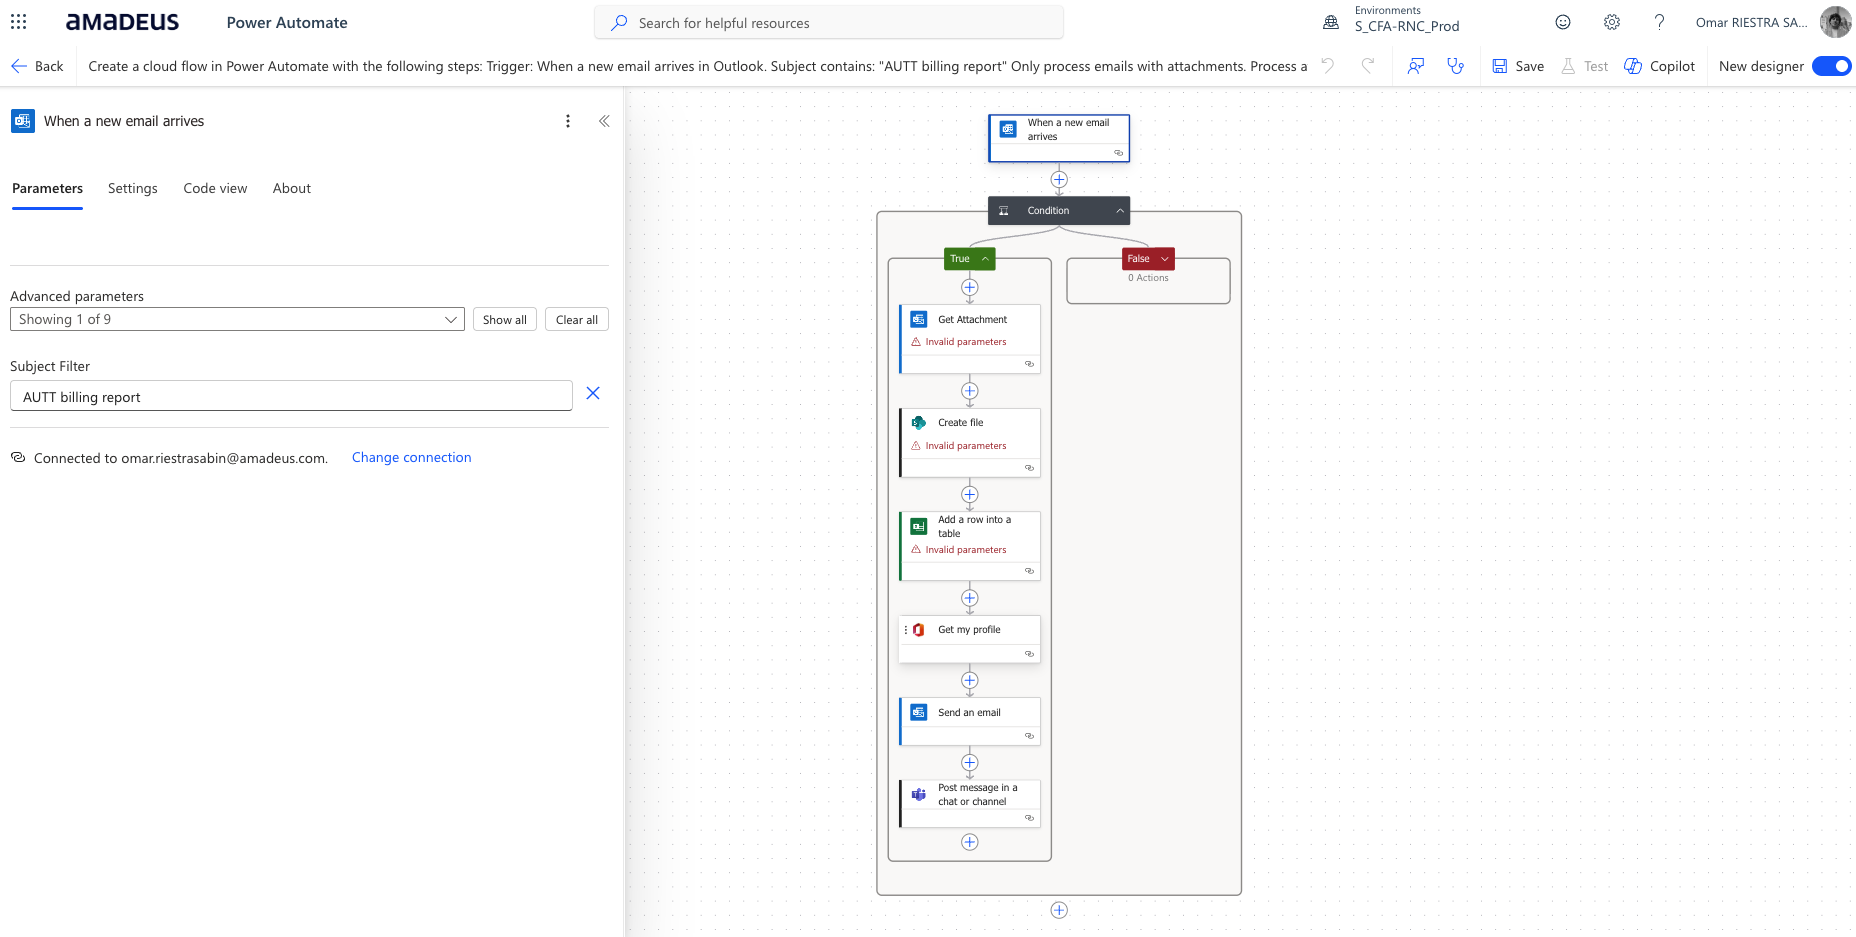 AMADEUS
Power Automate
Search for helpful resources
Environments
S_CFA-RNC_Prod
Omar RIESTRA SA...
Back
Create a cloud flow in Power Automate with the following steps: Trigger: When a new email arrives in Outlook. Subject contains: "AUTT billing report" Only process emails with attachments. Process a
Save
Test
Copilot
New designer
When a new email arrives
Parameters
Settings
Code view
About
Advanced parameters
Showing 1 of 9
Show all
Clear all
Subject Filter
AUTT billing report
Connected to omar.riestrasabin@amadeus.com.
Change connection
When a new email
arrives
Condition
True
False
0 Actions
Get Attachment
Invalid parameters
Create file
Invalid parameters
Add a row into a
table
Invalid parameters
Get my profile
Send an email
Post message in a
chat or channel